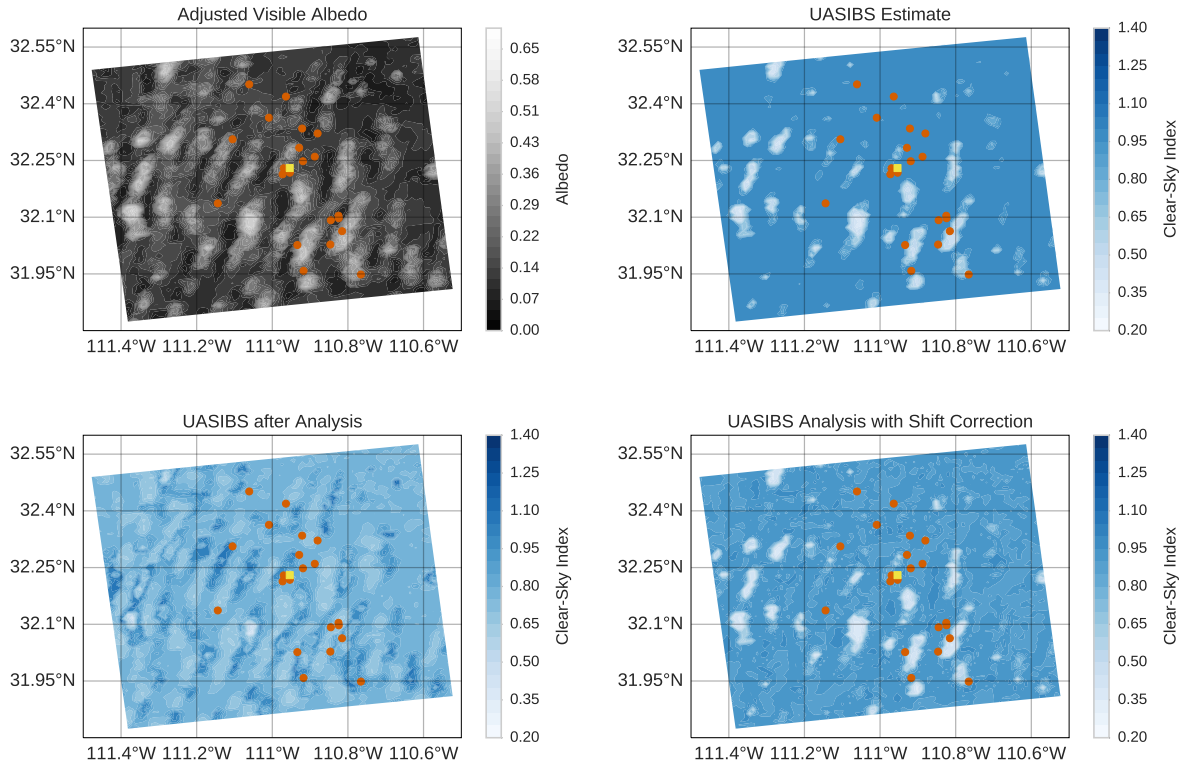 Adjusted Visible Albedo
32.55°N
32.4°N
32.25°N
32.1°N
31.95°N
111.4°W 111.2°W 111°W 110.8°W 110.6°W
0.65
0.58
0.51
0.43
0.36
0.29
0.22
0.14
0.07
0.00
Albedo
UASIBS Estimate
32.55°N
32.4°N
32.25°N
32.1°N
31.95°N
111.4°W 111.2°W 111°W 110.8°W 110.6°W
1.40
1.25
1.10
0.95
0.80
0.65
0.50
0.35
0.20
Clear-Sky Index
UASIBS after Analysis
32.55°N
32.4°N
32.25°N
32.1°N
31.95°N
111.4°W 111.2°W 111°W 110.8°W 110.6°W
1.40
1.25
1.10
0.95
0.80
0.65
0.50
0.35
0.20
Clear-Sky Index
UASIBS Analysis with Shift Correction
32.55°N
32.4°N
32.25°N
32.1°N
31.95°N
111.4°W 111.2°W 111°W 110.8°W 110.6°W
1.40
1.25
1.10
0.95
0.80
0.65
0.50
0.35
0.20
Clear-Sky Index